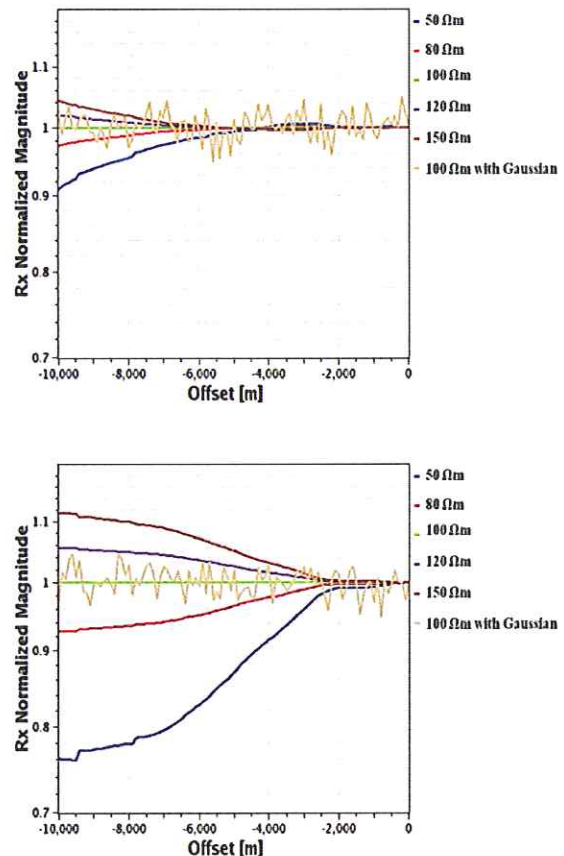 Rx Normalized Magnitude
1.1
1
0.9
0.8
0.7
-10,000 -8,000 -6,000 -4,000 -2,000 0
Offset [m]
50 Ωm
80 Ωm
100 Ωm
120 Ωm
150 Ωm
100 Ωm with Gaussian
Rx Normalized Magnitude
1.1
1
0.9
0.8
0.7
-10,000 -8,000 -6,000 -4,000 -2,000 0
Offset [m]
50 Ωm
80 Ωm
100 Ωm
120 Ωm
150 Ωm
100 Ωm with Gaussian